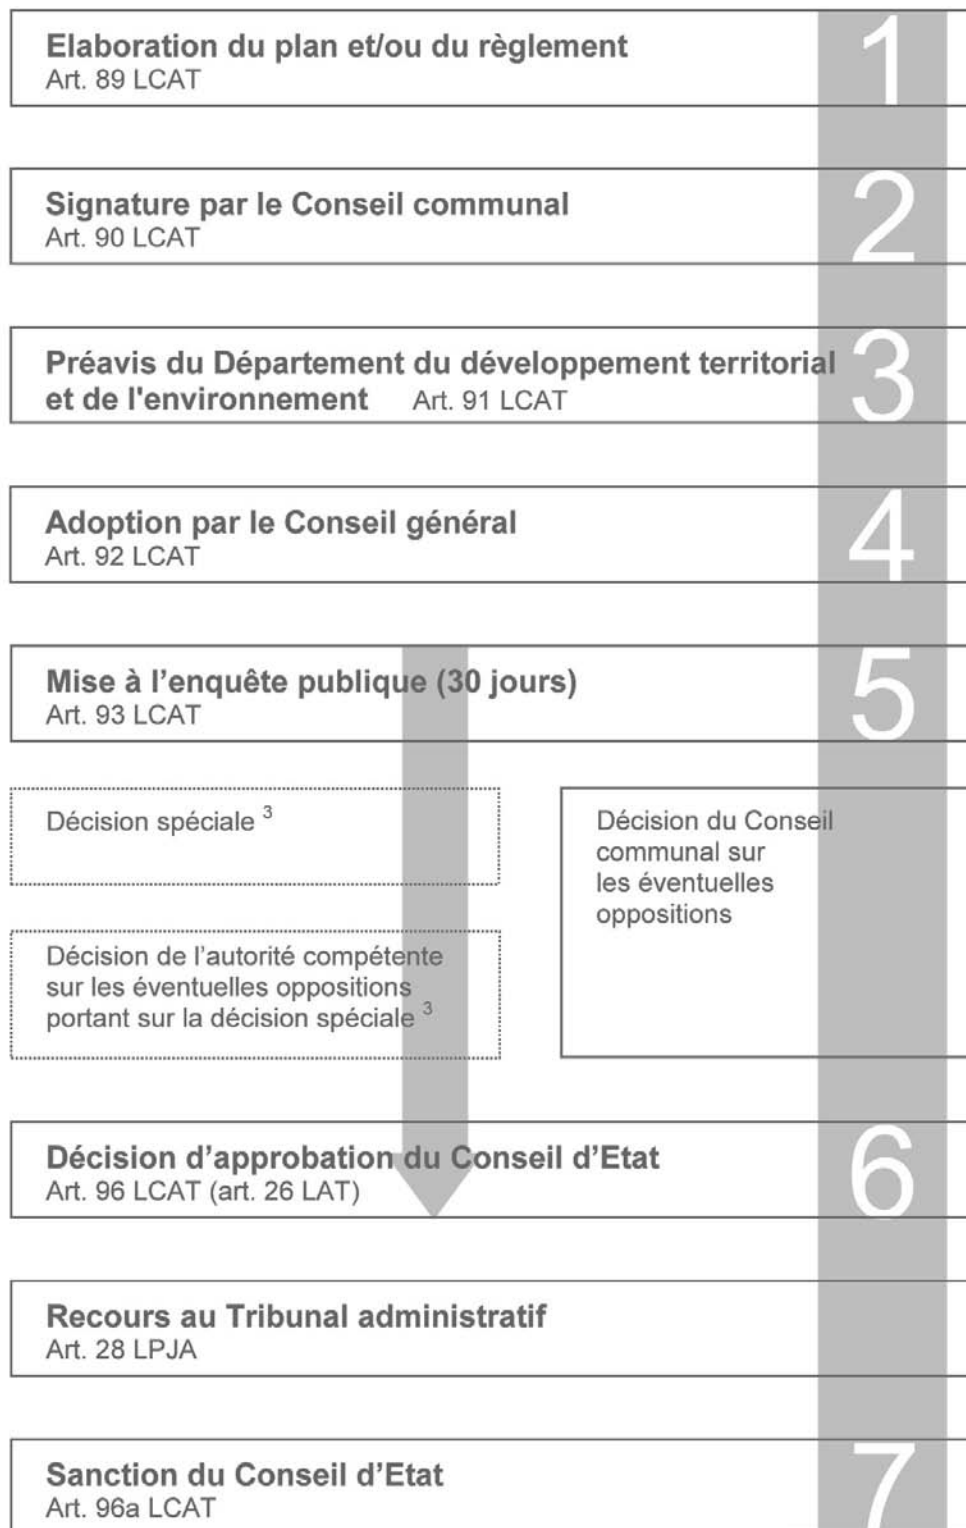 Elaboration du plan et/ou du règlement
Art. 89 LCAT
1
Signature par le Conseil communal
Art. 90 LCAT
2
Préavis du Département du développement territorial
et de l'environnement Art. 91 LCAT
3
Adoption par le Conseil général
Art. 92 LCAT
4
Mise à l’enquête publique (30 jours)
Art. 93 LCAT
5
Décision spéciale 3
Décision de l’autorité compétente
sur les éventuelles oppositions
portant sur la décision spéciale 3
Décision du Conseil
communal sur
les éventuelles
oppositions
Décision d’approbation du Conseil d’Etat
Art. 96 LCAT (art. 26 LAT)
6
Recours au Tribunal administratif
Art. 28 LPJA
Sanction du Conseil d’Etat
Art. 96a LCAT
7